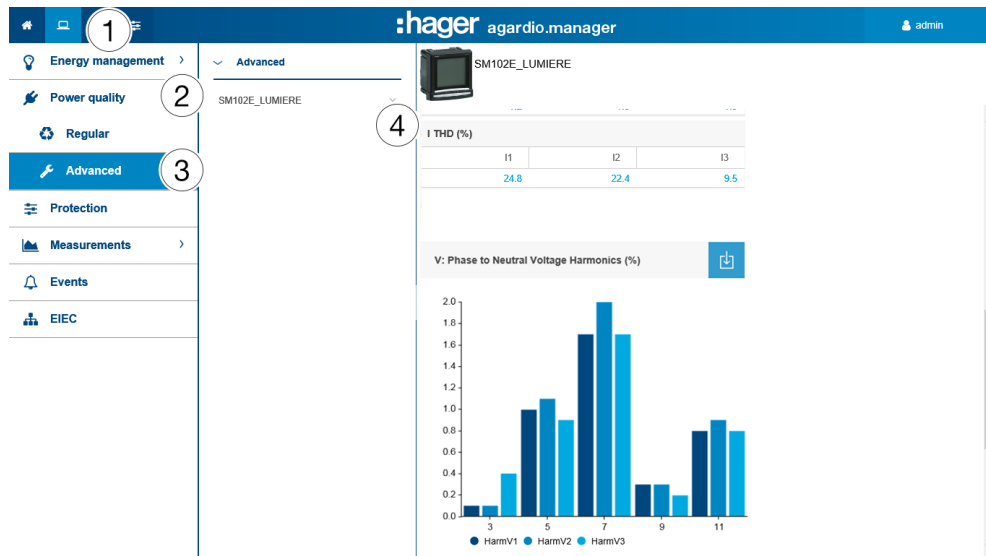 1
:hager agardio.manager
admin
Energy management
Power quality
2
Regular
Advanced
3
Protection
Measurements
Events
EIEC
Advanced
SM102E_LUMIERE
4
SM102E_LUMIERE
I THD (%)
I1 I2 I3
24.8 22.4 9.5
V: Phase to Neutral Voltage Harmonics (%)
2.0
1.8
1.6
1.4
1.2
1.0
0.8
0.6
0.4
0.2
0.0
3 5 7 9 11
HarmV1 HarmV2 HarmV3